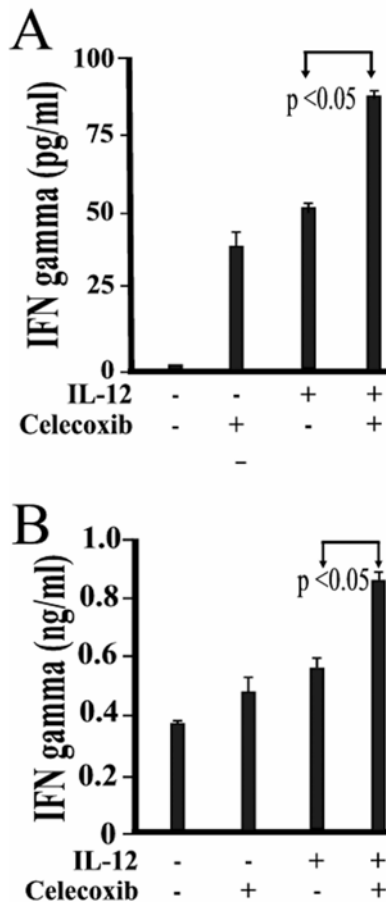 A
IFN gamma (pg/ml)
100
75
50
25
0
p <0.05
IL-12 - - + +
Celecoxib - + - +
–
B
IFN gamma (ng/ml)
1.0
0.8
0.6
0.4
0.2
0
p <0.05
IL-12 - - + +
Celecoxib - + - +